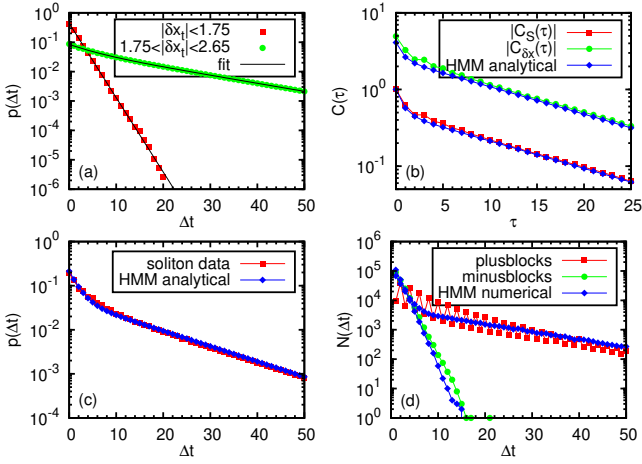 |δx_t|<1.75
1.75<|δx_t|<2.65
fit
p(Δt)
10^0
10^-1
10^-2
10^-3
10^-4
10^-5
10^-6
(a)
0 10 20 30 40 50
Δt
|C_S(τ)|
|C_δx(τ)|
HMM analytical
C(τ)
10^1
10^0
10^-1
(b)
0 5 10 15 20 25
τ
soliton data
HMM analytical
p(Δt)
10^0
10^-1
10^-2
10^-3
10^-4
(c)
0 10 20 30 40 50
Δt
plusblocks
minusblocks
HMM numerical
N(Δt)
10^6
10^5
10^4
10^3
10^2
10^1
10^0
(d)
0 10 20 30 40 50
Δt